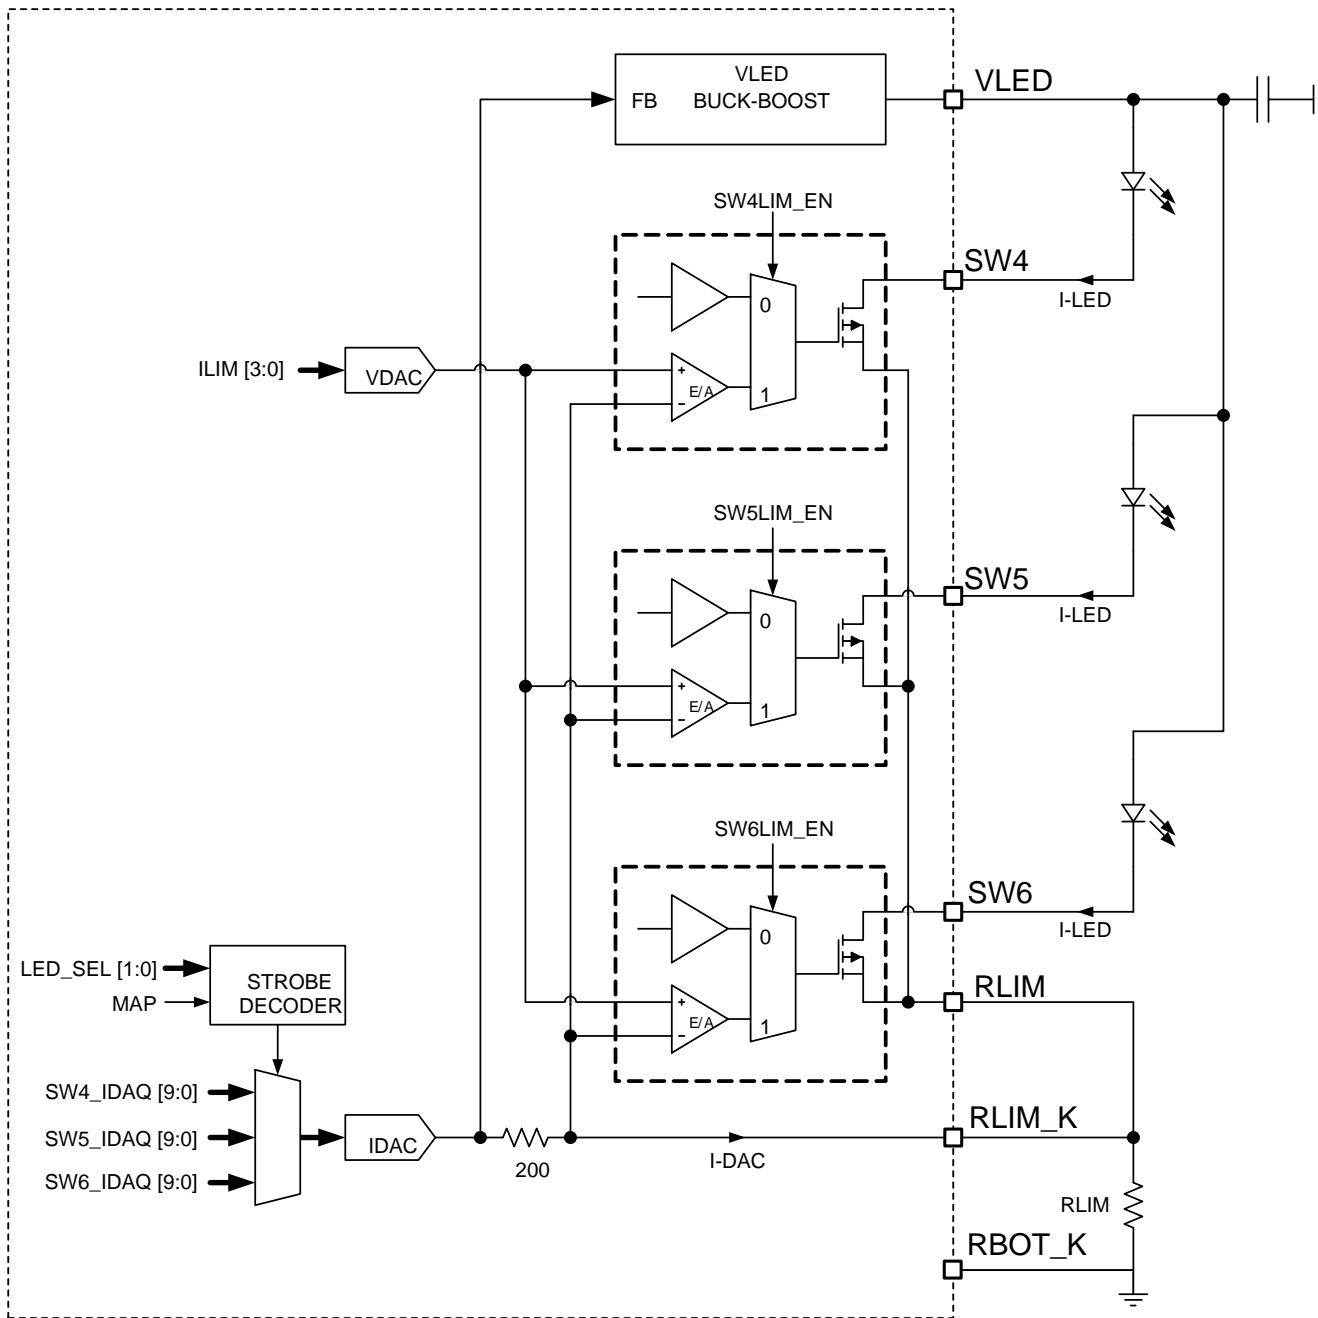 VLED
FB
BUCK-BOOST
VLED
SW4LIM_EN
0
SW4
I-LED
ILIM [3:0]
VDAC
+
E/A
−
1
SW5LIM_EN
0
SW5
I-LED
+
E/A
−
1
SW6LIM_EN
0
SW6
I-LED
LED_SEL [1:0]
MAP
STROBE
DECODER
+
E/A
−
1
RLIM
SW4_IDAQ [9:0]
SW5_IDAQ [9:0]
SW6_IDAQ [9:0]
IDAC
200
I-DAC
RLIM_K
RLIM
RBOT_K